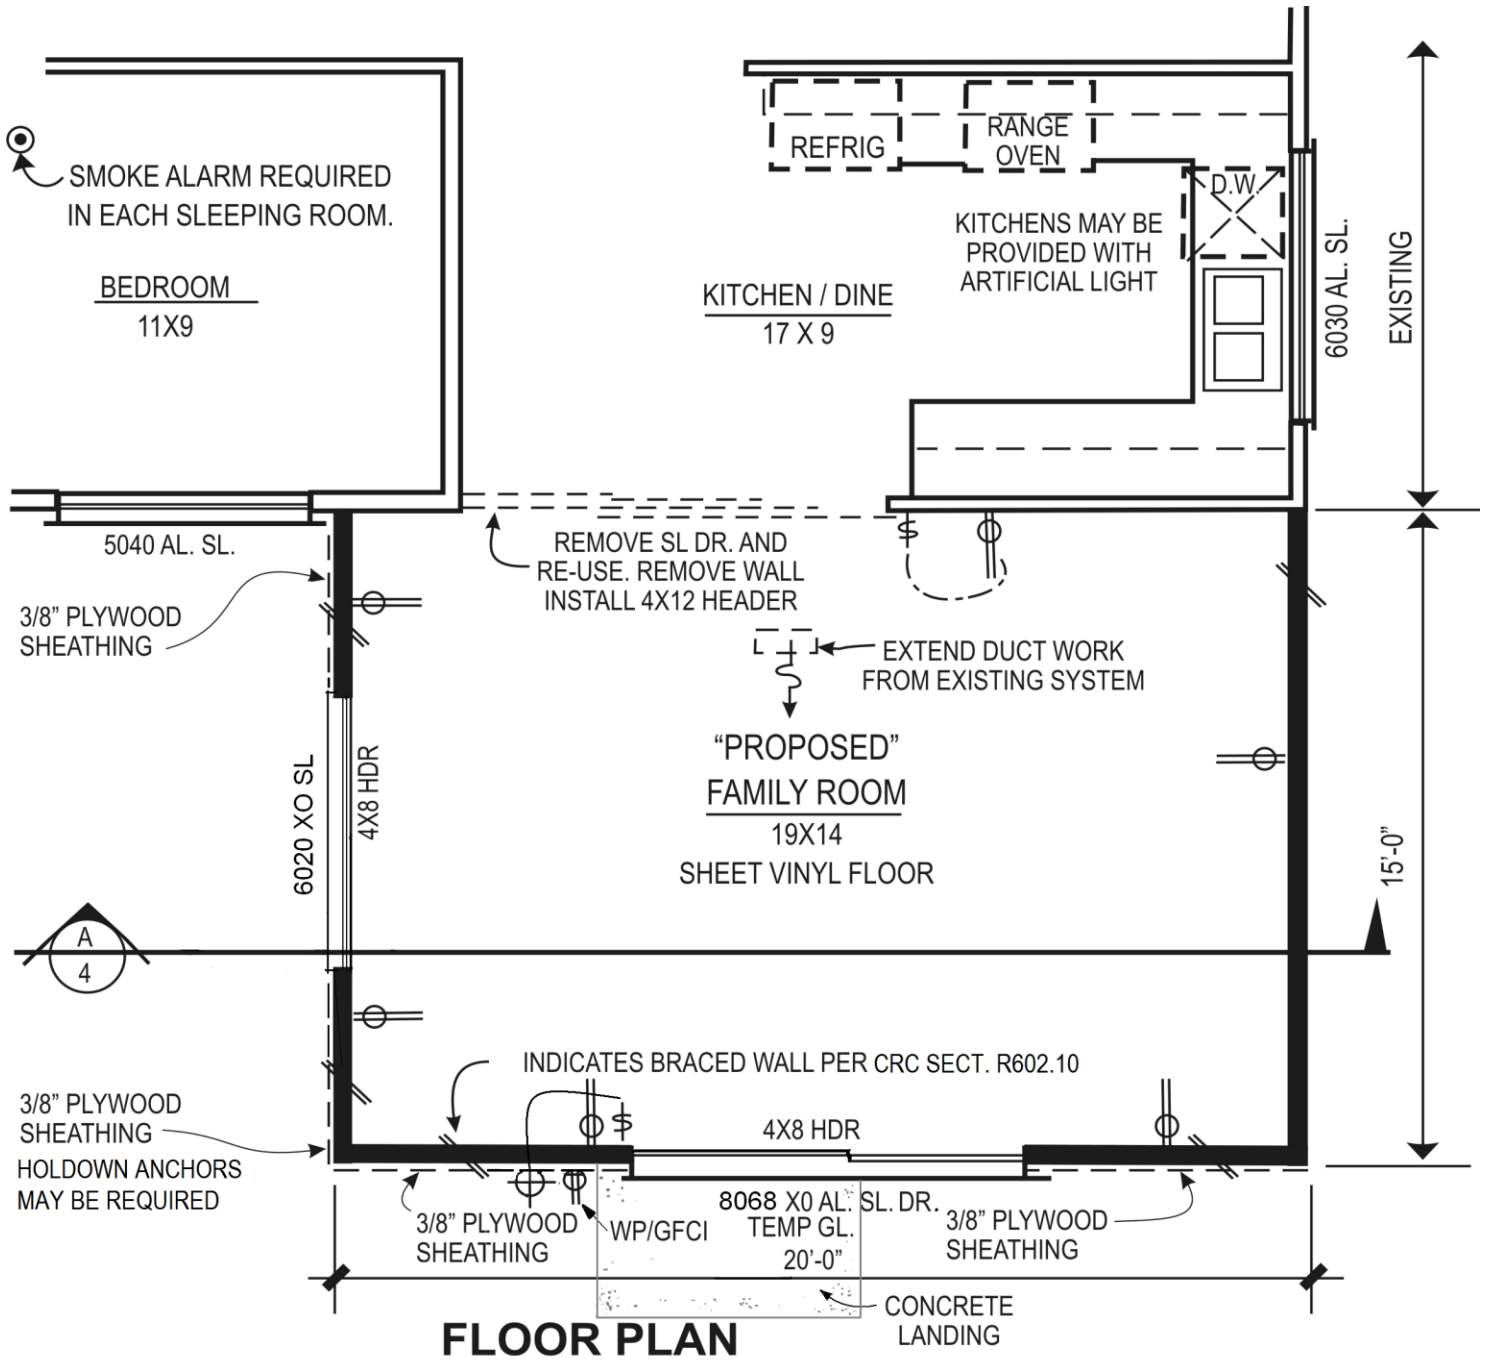 REFRIG
RANGE
OVEN
D.W.
SMOKE ALARM REQUIRED
IN EACH SLEEPING ROOM.
KITCHENS MAY BE
PROVIDED WITH
ARTIFICIAL LIGHT
6030 AL. SL.
EXISTING
BEDROOM
11X9
KITCHEN / DINE
17 X 9
5040 AL. SL.
REMOVE SL DR. AND
RE-USE. REMOVE WALL
INSTALL 4X12 HEADER
3/8” PLYWOOD
SHEATHING
EXTEND DUCT WORK
FROM EXISTING SYSTEM
“PROPOSED”
FAMILY ROOM
19X14
SHEET VINYL FLOOR
6020 XO SL
4X8 HDR
15’-0”
A
4
INDICATES BRACED WALL PER CRC SECT. R602.10
3/8” PLYWOOD
SHEATHING
HOLDOWN ANCHORS
MAY BE REQUIRED
4X8 HDR
8068 X0 AL. SL. DR.
TEMP GL.
20’-0”
3/8” PLYWOOD
SHEATHING
WP/GFCI
3/8” PLYWOOD
SHEATHING
CONCRETE
LANDING
FLOOR PLAN